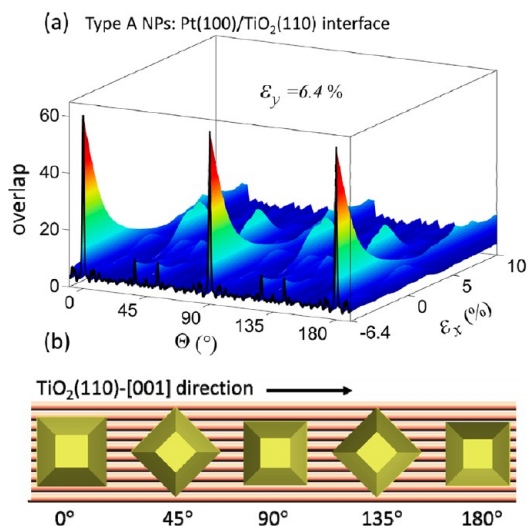 (a) Type A NPs: Pt(100)/TiO₂(110) interface
εy =6.4 %
overlap
60
40
20
0
0
45
90
135
180
Θ (°)
-6.4
0
5
10
εx (%)
(b)
TiO₂(110)-[001] direction
0° 45° 90° 135° 180°